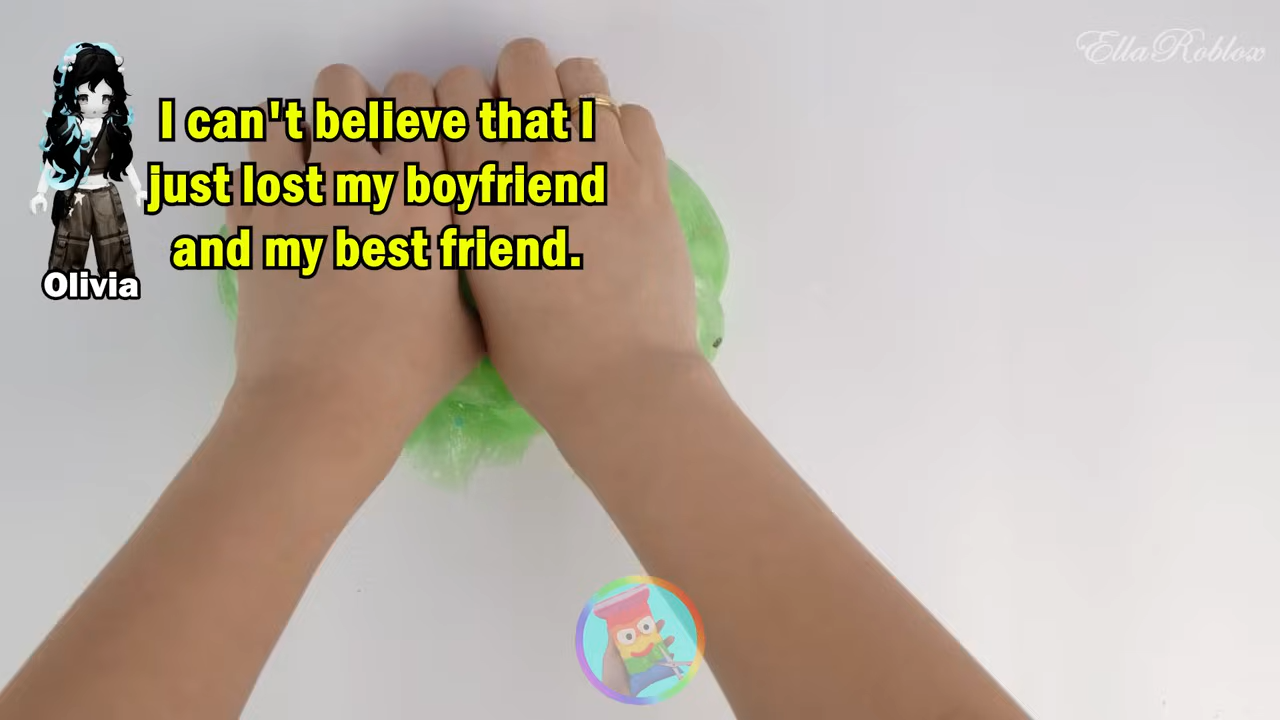 EllaRoblox
I can't believe that I
just lost my boyfriend
and my best friend.
Olivia